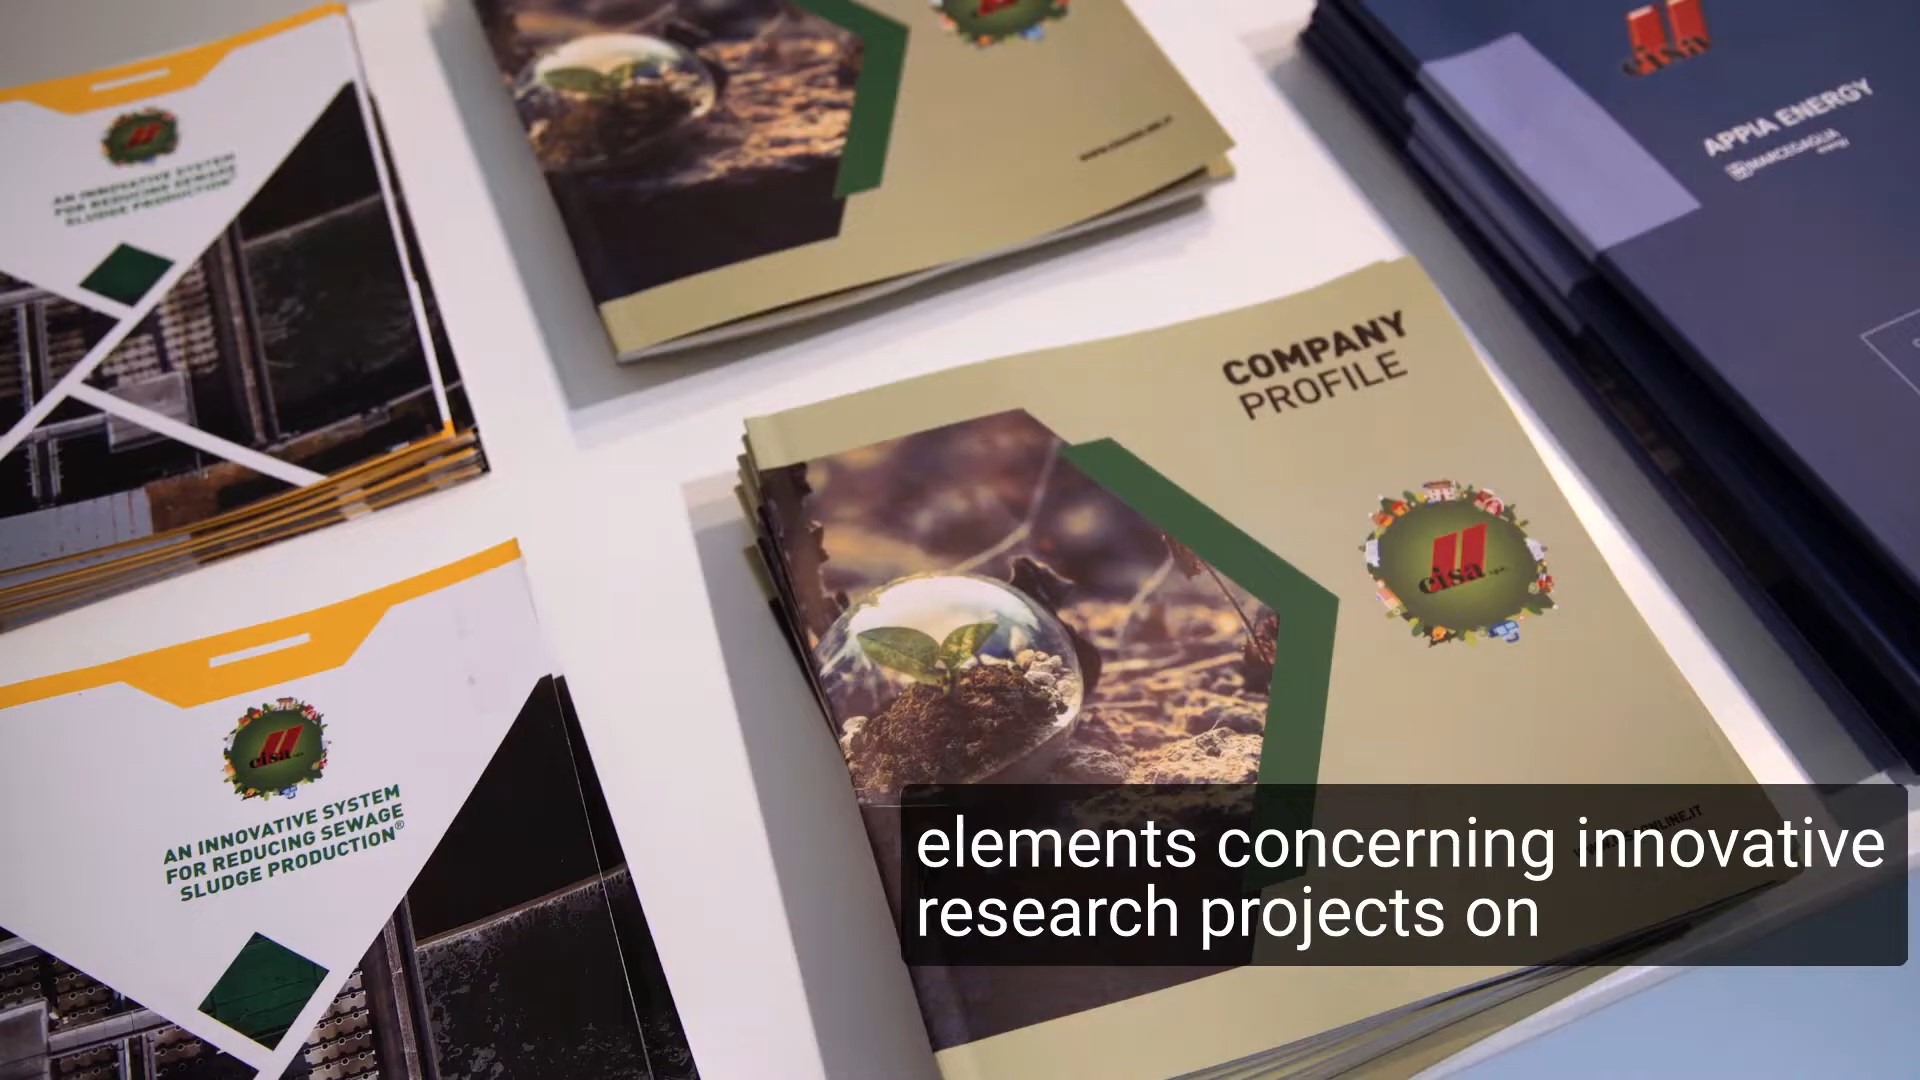 AN INNOVATIVE SYSTEM
FOR REDUCING SEWAGE
SLUDGE PRODUCTION
cisa
APPIA ENERGY
COMPANY
PROFILE
cisa
cisa
AN INNOVATIVE SYSTEM
FOR REDUCING SEWAGE
SLUDGE PRODUCTION®
elements concerning innovative
research projects on